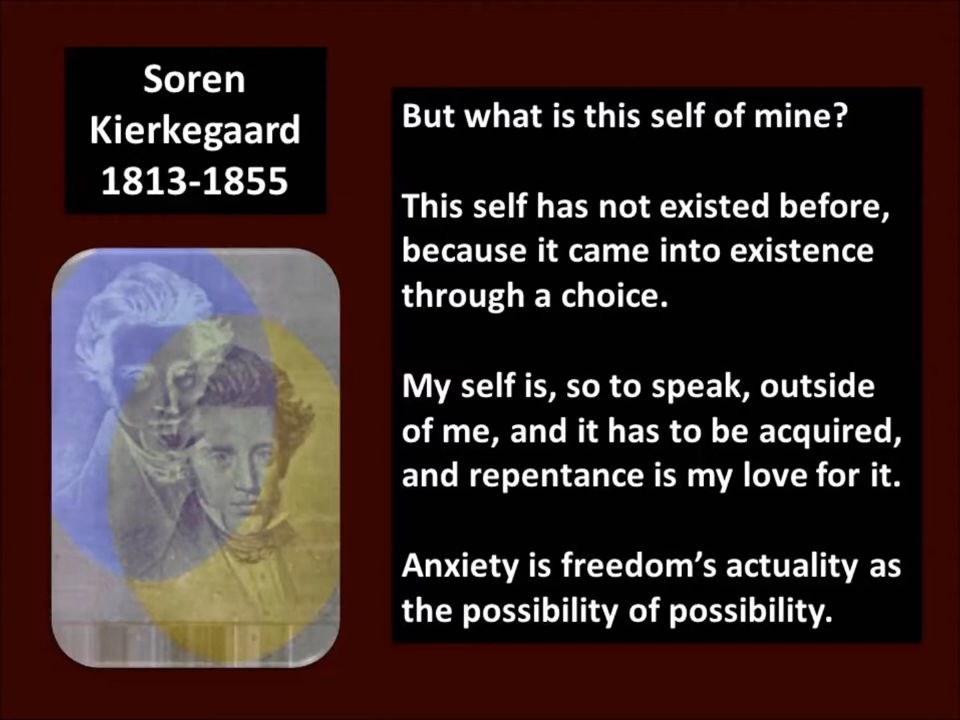 Soren
Kierkegaard
1813-1855
But what is this self of mine?
This self has not existed before,
because it came into existence
through a choice.
My self is, so to speak, outside
of me, and it has to be acquired,
and repentance is my love for it.
Anxiety is freedom’s actuality as
the possibility of possibility.